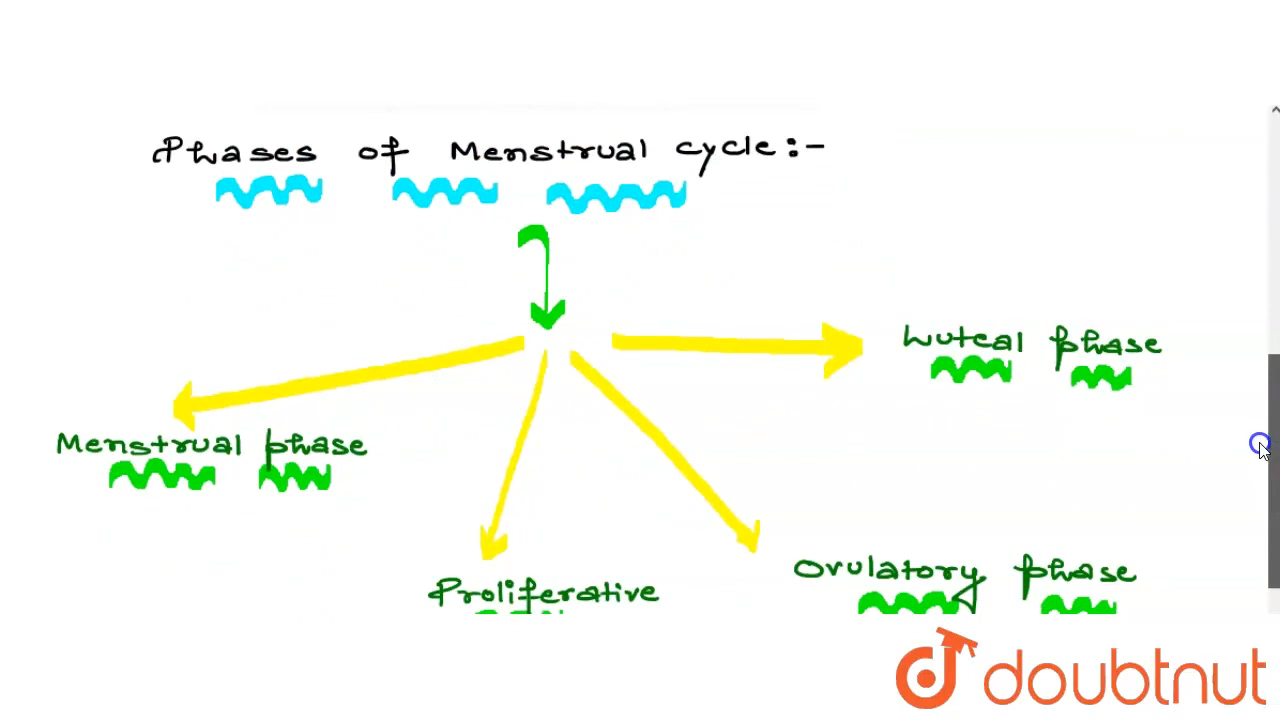 Phases of Menstrual cycle:-
Luteal phase
Menstrual phase
Proliferative
Ovulatory phase
doubtnut